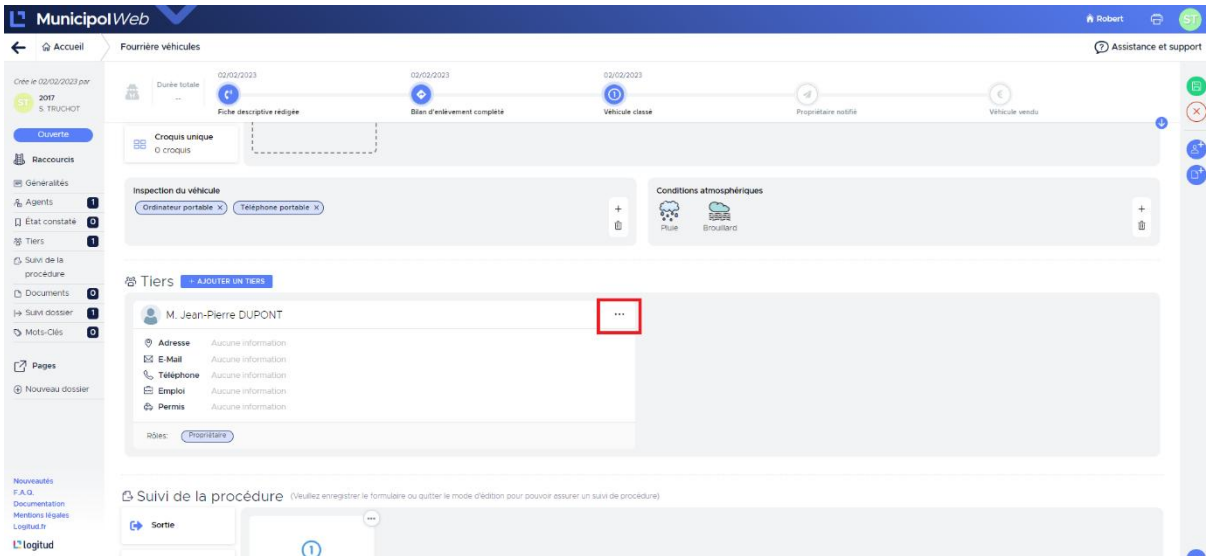 MunicipolWeb
Robert
ST
Accueil
Fourrière véhicules
Assistance et support
Créé le 02/02/2023 par
ST
2017
S. TRUCHOT
Ouverte
Raccourcis
Généralités
Agents 1
État constaté 0
Tiers 1
Suivi de la
procédure
Documents 0
Suivi dossier 1
Mots-Clés 0
Pages
Nouveau dossier
Nouveautés
F.A.Q.
Documentation
Mentions légales
Logitud.fr
logitud
Durée totale
--
02/02/2023
Fiche descriptive rédigée
02/02/2023
Bilan d'enlèvement complété
02/02/2023
1
Véhicule classé
Propriétaire notifié
€
Véhicule vendu
Croquis unique
0 croquis
Inspection du véhicule
Ordinateur portable X Téléphone portable X
Conditions atmosphériques
Pluie Brouillard
Tiers + AJOUTER UN TIERS
M. Jean-Pierre DUPONT
Adresse Aucune information
E-Mail Aucune information
Téléphone Aucune information
Emploi Aucune information
Permis Aucune information
Rôles: Propriétaire
Suivi de la procédure (Veuillez enregistrer le formulaire ou quitter le mode d'édition pour pouvoir assurer un suivi de procédure)
Sortie
1